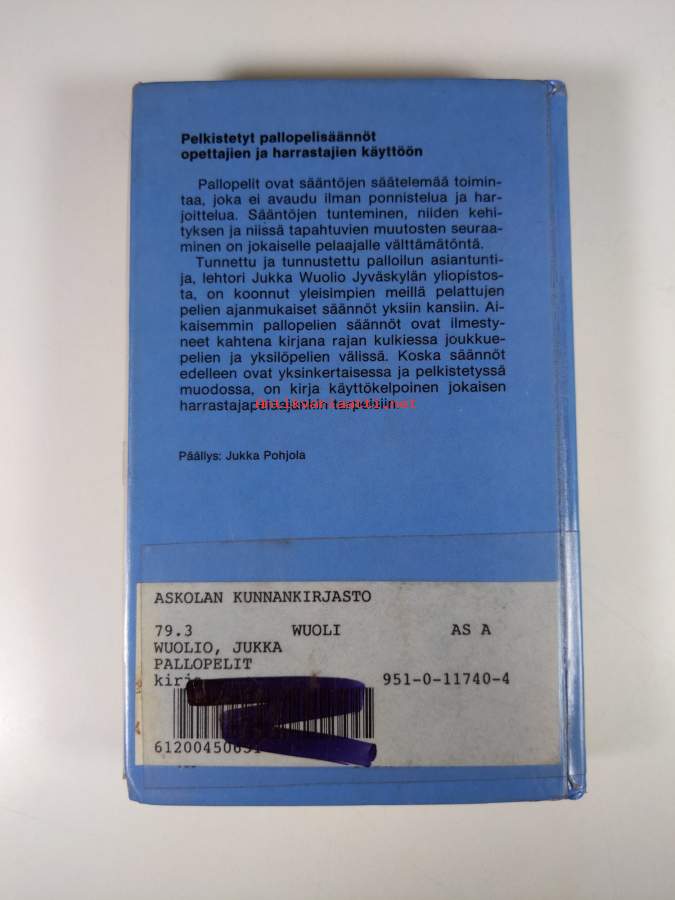 Pelkistetyt pallopelisäännöt
opettajien ja harrastajien käyttöön
Pallopelit ovat sääntöjen säätelemää toimin-
taa, joka ei avaudu ilman ponnistelua ja har-
joittelua. Sääntöjen tunteminen, niiden kehi-
tyksen ja niissä tapahtuvien muutosten seuraa-
minen on jokaiselle pelaajalle välttämätöntä.
Tunnettu ja tunnustettu palloilun asiantunti-
ja, lehtori Jukka Wuolio Jyväskylän yliopistos-
ta, on koonnut yleisimpien meillä pelattujen
pelien ajanmukaiset säännöt yksiin kansiin. Ai-
kaisemmin pallopelien säännöt ovat ilmesty-
neet kahtena kirjana rajan kulkiessa joukkue-
pelien ja yksilöpelien välissä. Koska säännöt
edelleen ovat yksinkertaisessa ja pelkistetyssä
muodossa, on kirja käyttökelpoinen jokaisen
Antiikvantaatti.net
Päällys: Jukka Pohjola
ASKOLAN KUNNANKIRJASTO
79.3 WUOLI AS A
WUOLIO, JUKKA
PALLOPELIT
kirja 951-0-11740-4